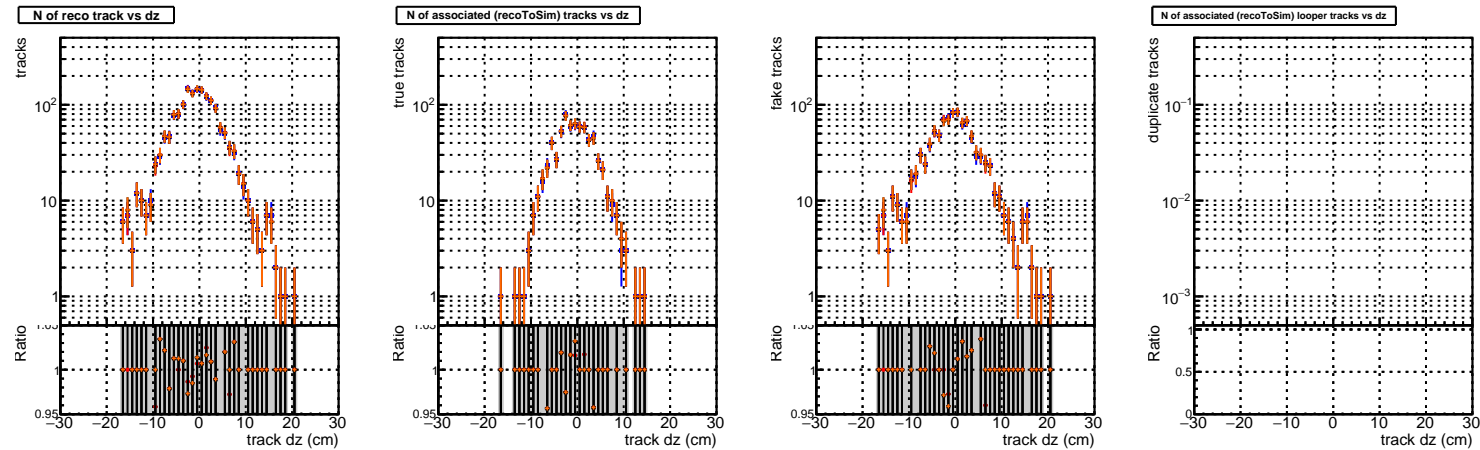 N of reco track vs dz
tracks
10²
10
1
Ratio
1.05
1
0.95
−30 −20 −10 0 10 20 30
track dz (cm)
N of associated (recoToSim) tracks vs dz
true tracks
10²
10
1
Ratio
1
0.95
−30 −20 −10 0 10 20 30
track dz (cm)
fake tracks
10²
10
1
Ratio
1
0.95
−30 −20 −10 0 10 20 30
track dz (cm)
N of associated (recoToSim) looper tracks vs dz
duplicate tracks
10⁻¹
10⁻²
10⁻³
Ratio
1
0.5
0
−30 −20 −10 0 10 20 30
track dz (cm)